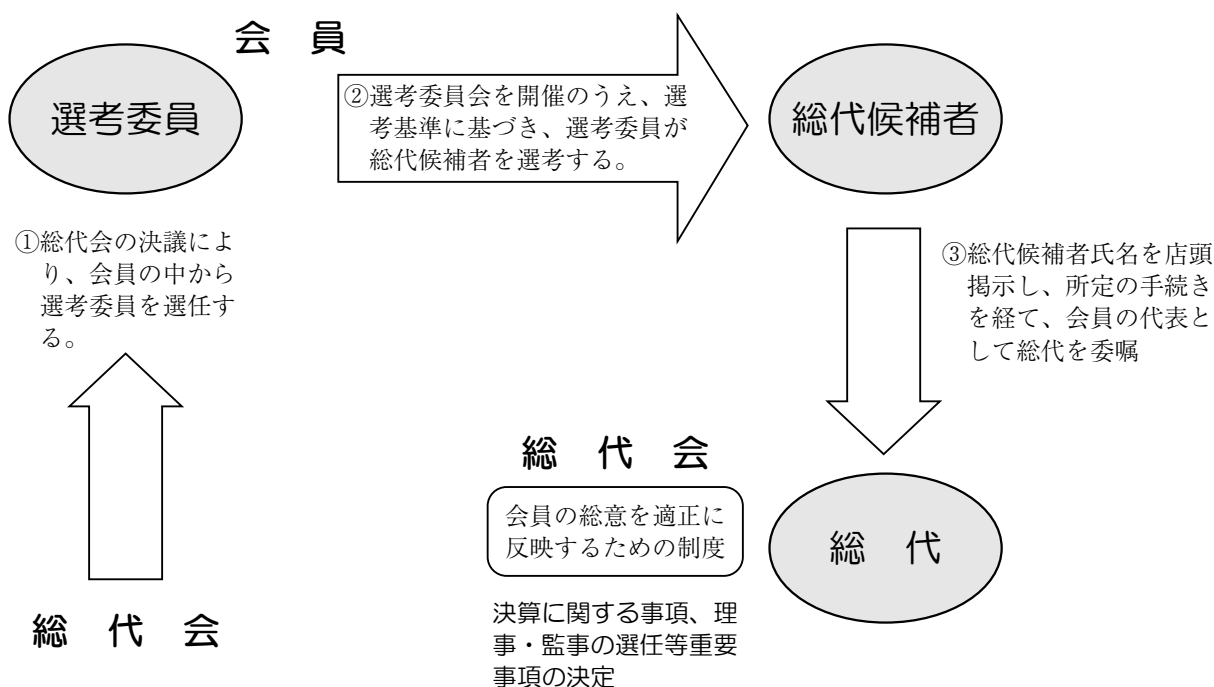 会　員
選考委員
②選考委員会を開催のうえ、選
考基準に基づき、選考委員が
総代候補者を選考する。
総代候補者
①総代会の決議によ
り、会員の中から
選考委員を選任す
る。
③総代候補者氏名を店頭
掲示し、所定の手続き
を経て、会員の代表と
して総代を委嘱
総　代　会
会員の総意を適正に
反映するための制度
総　代
決算に関する事項、理
事・監事の選任等重要
事項の決定
総　代　会